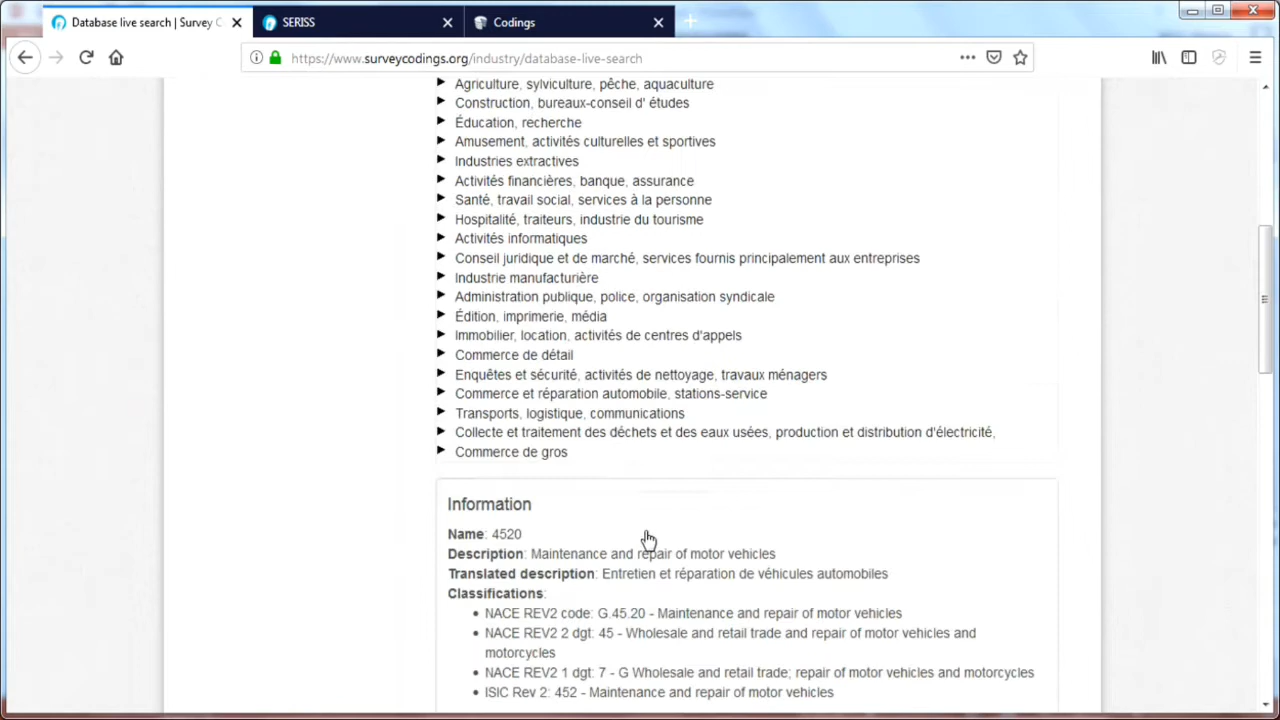 Database live search | Survey C
SERISS
Codings
https://www.surveycodings.org/industry/database-live-search
Agriculture, sylviculture, pêche, aquaculture
Construction, bureaux-conseil d' études
Éducation, recherche
Amusement, activités culturelles et sportives
Industries extractives
Activités financières, banque, assurance
Santé, travail social, services à la personne
Hospitalité, traiteurs, industrie du tourisme
Activités informatiques
Conseil juridique et de marché, services fournis principalement aux entreprises
Industrie manufacturière
Administration publique, police, organisation syndicale
Édition, imprimerie, média
Immobilier, location, activités de centres d'appels
Commerce de détail
Enquêtes et sécurité, activités de nettoyage, travaux ménagers
Commerce et réparation automobile, stations-service
Transports, logistique, communications
Collecte et traitement des déchets et des eaux usées, production et distribution d'électricité,
Commerce de gros
Information
Name: 4520
Description: Maintenance and repair of motor vehicles
Translated description: Entretien et réparation de véhicules automobiles
Classifications:
NACE REV2 code: G.45.20 - Maintenance and repair of motor vehicles
NACE REV2 2 dgt: 45 - Wholesale and retail trade and repair of motor vehicles and
motorcycles
NACE REV2 1 dgt: 7 - G Wholesale and retail trade; repair of motor vehicles and motorcycles
ISIC Rev 2: 452 - Maintenance and repair of motor vehicles